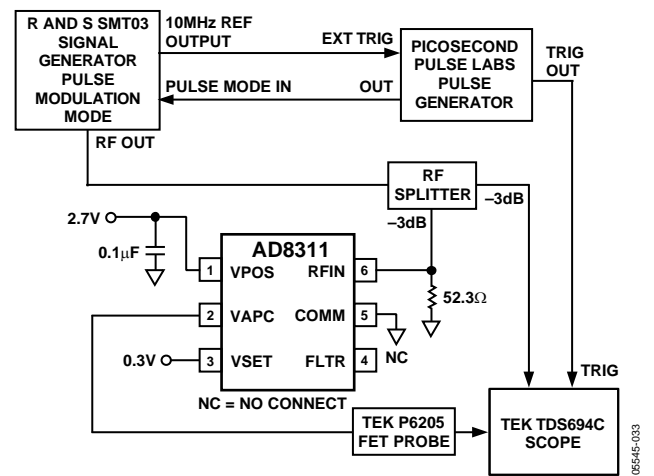 R AND S SMT03
SIGNAL
GENERATOR
PULSE
MODULATION
MODE
10MHz REF
OUTPUT
EXT TRIG
PICOSECOND
PULSE LABS
PULSE
GENERATOR
TRIG
OUT
PULSE MODE IN
OUT
RF OUT
RF
SPLITTER
–3dB
–3dB
2.7V
0.1µF
AD8311
1
VPOS
RFIN
6
52.3Ω
2
VAPC
COMM
5
NC
0.3V
3
VSET
FLTR
4
NC = NO CONNECT
TRIG
TEK P6205
FET PROBE
TEK TDS694C
SCOPE
05545-033